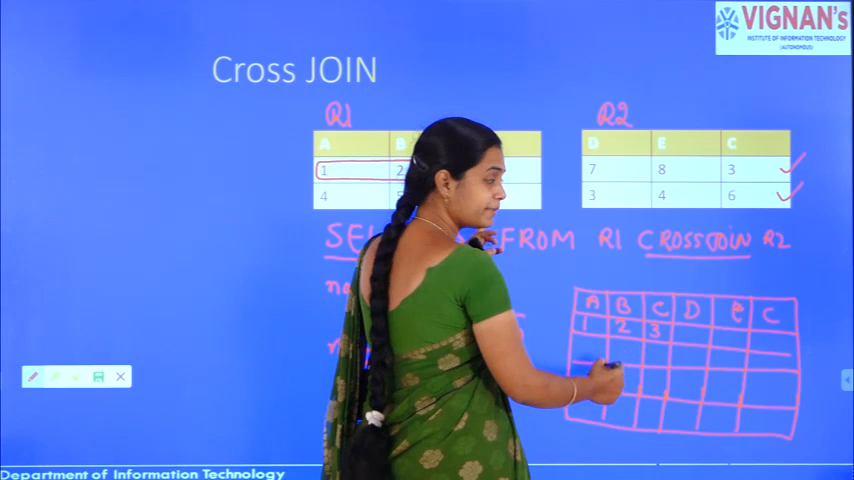 VIGNAN's
INSTITUTE OF INFORMATION TECHNOLOGY
(AUTONOMOUS)
Cross JOIN
R1 R2
A B D E C
1 2 7 8 3
4 3 4 6
FROM R1 CROSSJOIN R2
A B C D E C
1 2 3
Department of Information Technology